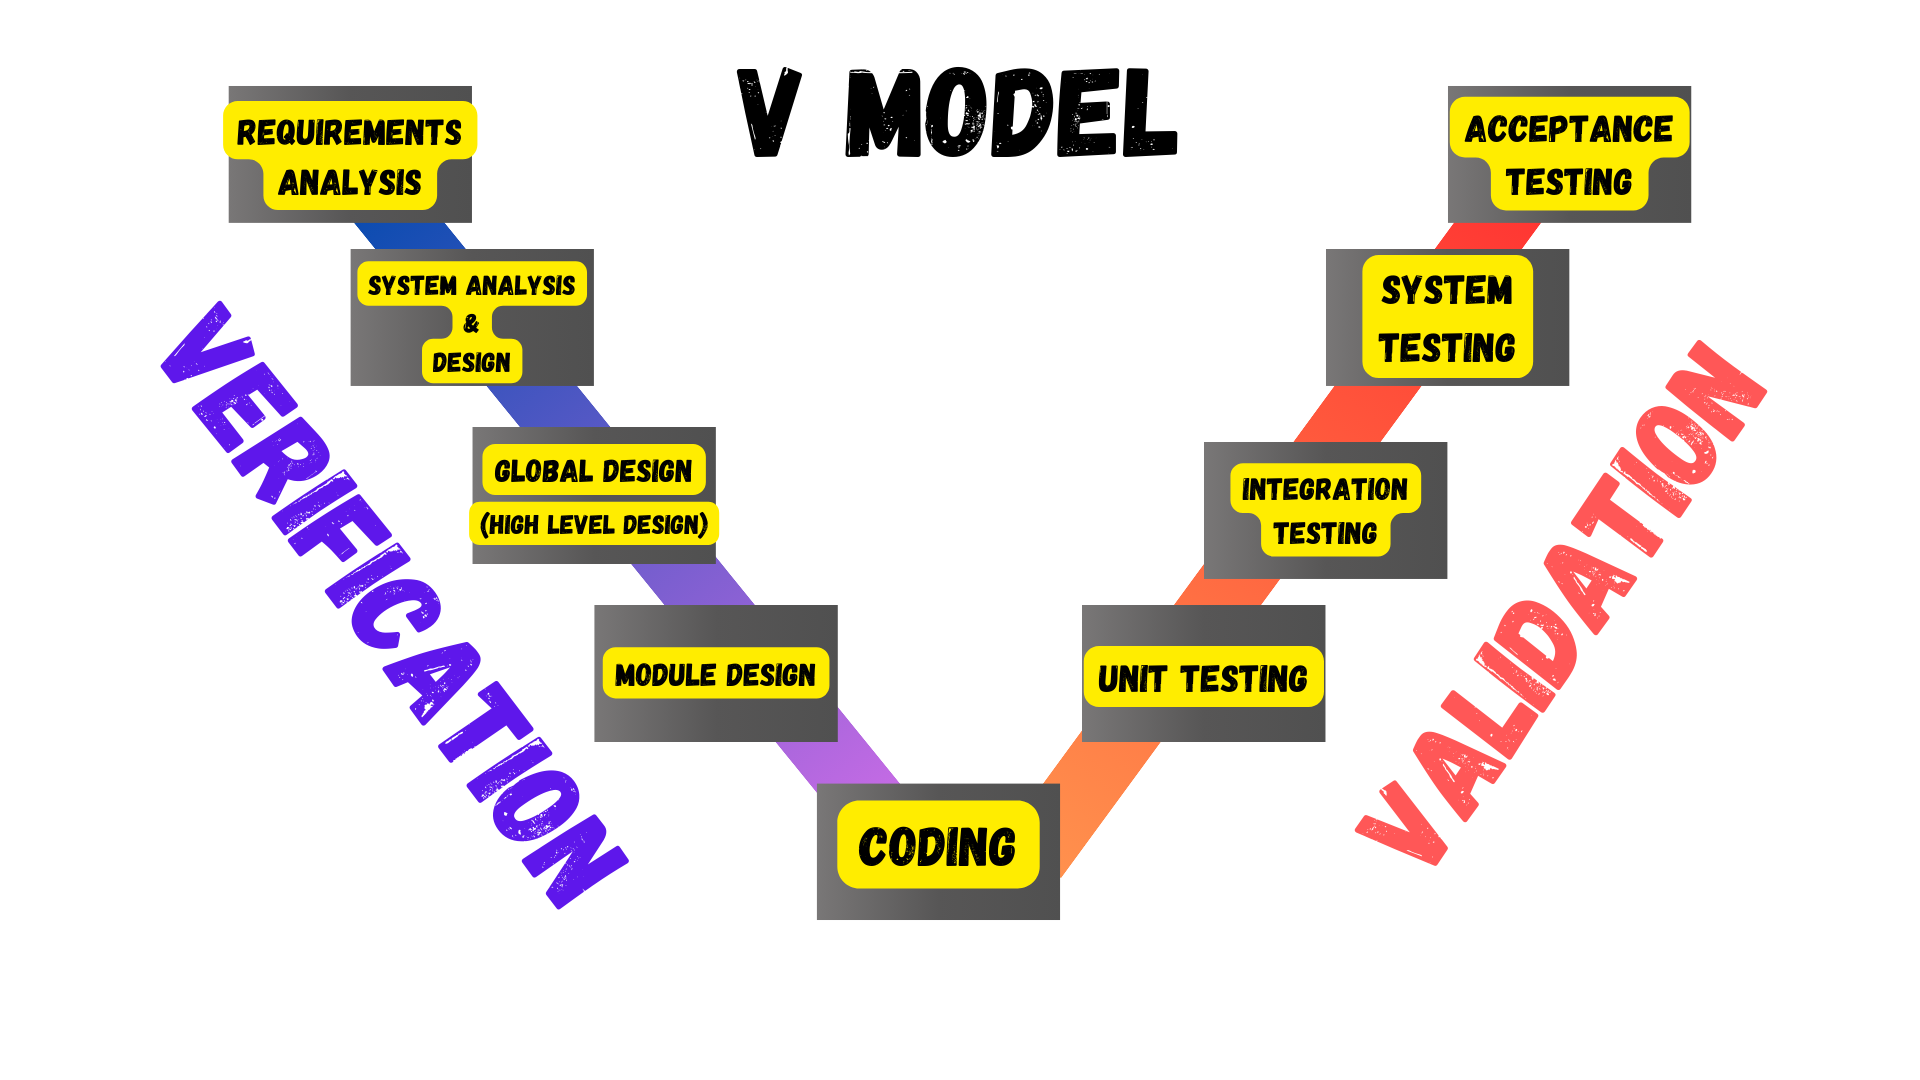 V MODEL
REQUIREMENTS
ANALYSIS
SYSTEM ANALYSIS
&
DESIGN
GLOBAL DESIGN
(HIGH LEVEL DESIGN)
MODULE DESIGN
CODING
UNIT TESTING
INTEGRATION
TESTING
SYSTEM
TESTING
ACCEPTANCE
TESTING
VERIFICATION
VALIDATION